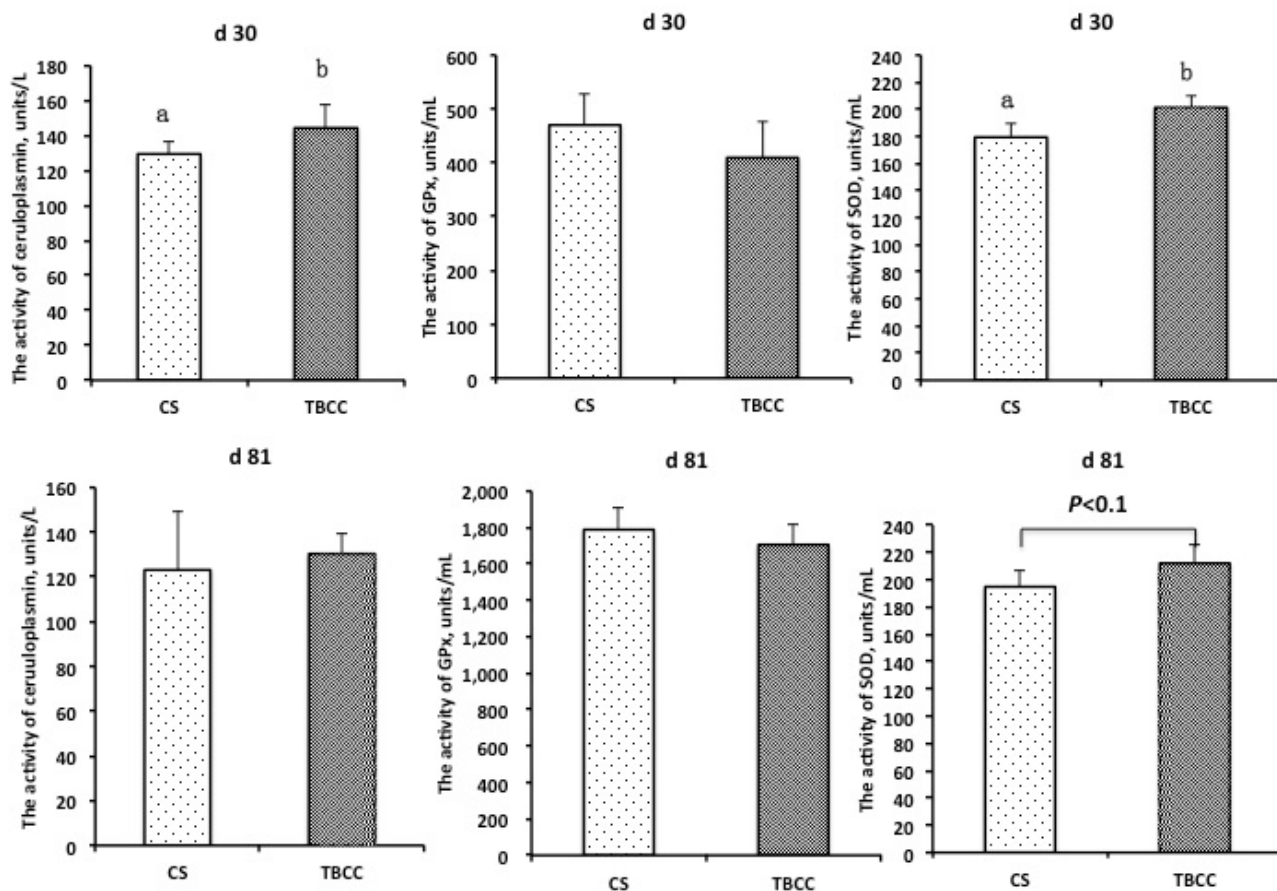 d 30
The activity of ceruloplasmin, units/L
180
160
140
120
100
80
60
40
20
0
a
b
CS
TBCC
d 30
The activity of GPx, units/mL
600
500
400
300
200
100
0
CS
TBCC
d 30
The activity of SOD, units/mL
240
220
200
180
160
140
120
100
80
60
40
20
0
a
b
CS
TBCC
d 81
The activity of ceruuloplasmin, units/L
160
140
120
100
80
60
40
20
0
CS
TBCC
d 81
The activity of GPx, units/mL
2,000
1,800
1,600
1,400
1,200
1,000
800
600
400
200
0
CS
TBCC
d 81
P<0.1
The activity of SOD, units/mL
240
220
200
180
160
140
120
100
80
60
40
20
0
CS
TBCC